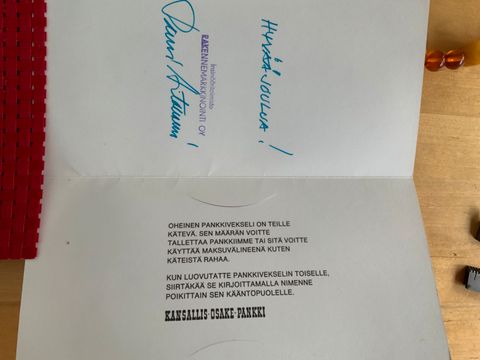 HYVÄÄ JOULUA!
Insinööritoimisto
RAKENNEMARKKINOINTI OY
OHEINEN PANKKIVEKSELI ON TEILLE
KÄTEVÄ. SEN MÄÄRÄN VOITTE
TALLETTAA PANKKIIMME TAI SITÄ VOITTE
KÄYTTÄÄ MAKSUVÄLINEENÄ KUTEN
KÄTEISTÄ RAHAA.
KUN LUOVUTATTE PANKKIVEKSELIN TOISELLE,
SIIRTÄKÄÄ SE KIRJOITTAMALLA NIMENNE
POIKITTAIN SEN KÄÄNTÖPUOLELLE.
KANSALLIS-OSAKE-PANKKI